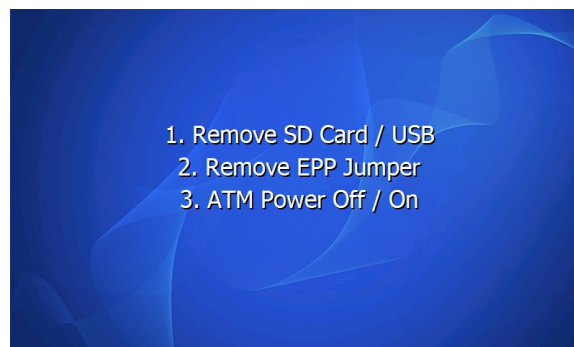 1. Remove SD Card / USB
2. Remove EPP Jumper
3. ATM Power Off / On